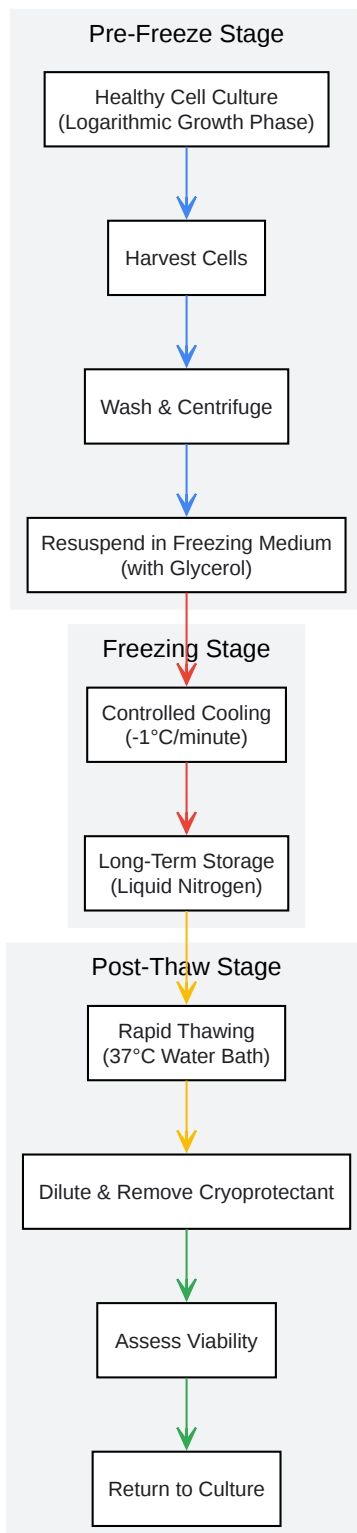 Pre-Freeze Stage
Healthy Cell Culture
(Logarithmic Growth Phase)
Harvest Cells
Wash & Centrifuge
Resuspend in Freezing Medium
(with Glycerol)
Freezing Stage
Controlled Cooling
(-1°C/minute)
Long-Term Storage
(Liquid Nitrogen)
Post-Thaw Stage
Rapid Thawing
(37°C Water Bath)
Dilute & Remove Cryoprotectant
Assess Viability
Return to Culture